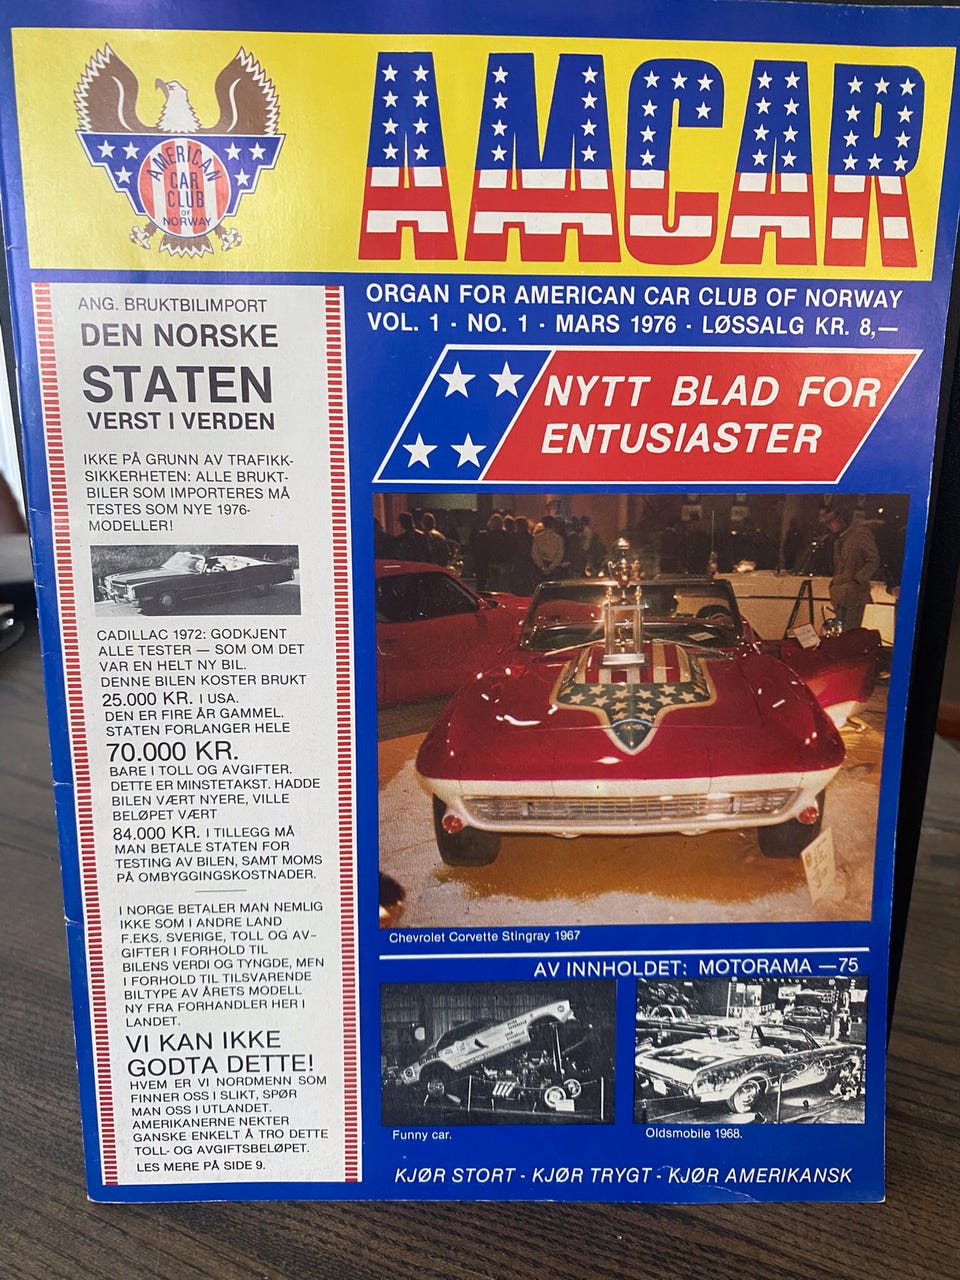 AMERICAN
CAR
CLUB
OF
NORWAY
AMCAR
ORGAN FOR AMERICAN CAR CLUB OF NORWAY
VOL. 1 - NO. 1 - MARS 1976 - LØSSALG KR. 8,—
NYTT BLAD FOR
ENTUSIASTER
ANG. BRUKTBILIMPORT
DEN NORSKE
STATEN
VERST I VERDEN
IKKE PÅ GRUNN AV TRAFIKK-
SIKKERHETEN: ALLE BRUKT-
BILER SOM IMPORTERES MÅ
TESTES SOM NYE 1976-
MODELLER!
CADILLAC 1972: GODKJENT
ALLE TESTER — SOM OM DET
VAR EN HELT NY BIL.
DENNE BILEN KOSTER BRUKT
25.000 KR. I USA.
DEN ER FIRE ÅR GAMMEL.
STATEN FORLANGER HELE
70.000 KR.
BARE I TOLL OG AVGIFTER.
DETTE ER MINSTETAKST. HADDE
BILEN VÆRT NYERE, VILLE
BELØPET VÆRT
84.000 KR. I TILLEGG MÅ
MAN BETALE STATEN FOR
TESTING AV BILEN, SAMT MOMS
PÅ OMBYGGINGSKOSTNADER.
I NORGE BETALER MAN NEMLIG
IKKE SOM I ANDRE LAND
F.EKS. SVERIGE, TOLL OG AV-
GIFTER I FORHOLD TIL
BILENS VERDI OG TYNGDE, MEN
I FORHOLD TIL TILSVARENDE
BILTYPE AV ÅRETS MODELL
NY FRA FORHANDLER HER I
LANDET.
VI KAN IKKE
GODTA DETTE!
HVEM ER VI NORDMENN SOM
FINNER OSS I SLIKT, SPØR
MAN OSS I UTLANDET.
AMERIKANERNE NEKTER
GANSKE ENKELT Å TRO DETTE
TOLL- OG AVGIFTSBELØPET.
LES MERE PÅ SIDE 9.
Chevrolet Corvette Stingray 1967
AV INNHOLDET: MOTORAMA —75
Funny car.
Oldsmobile 1968.
KJØR STORT - KJØR TRYGT - KJØR AMERIKANSK